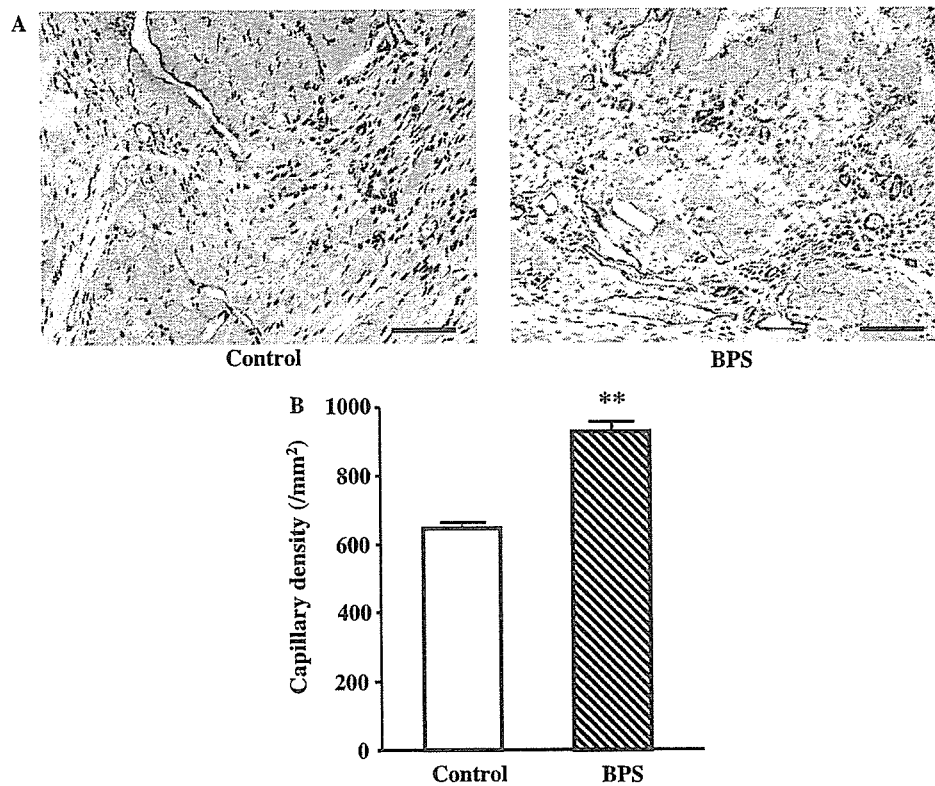 A
Control
BPS
B
**
1000
800
600
400
200
0
Capillary density (/mm²)
Control
BPS